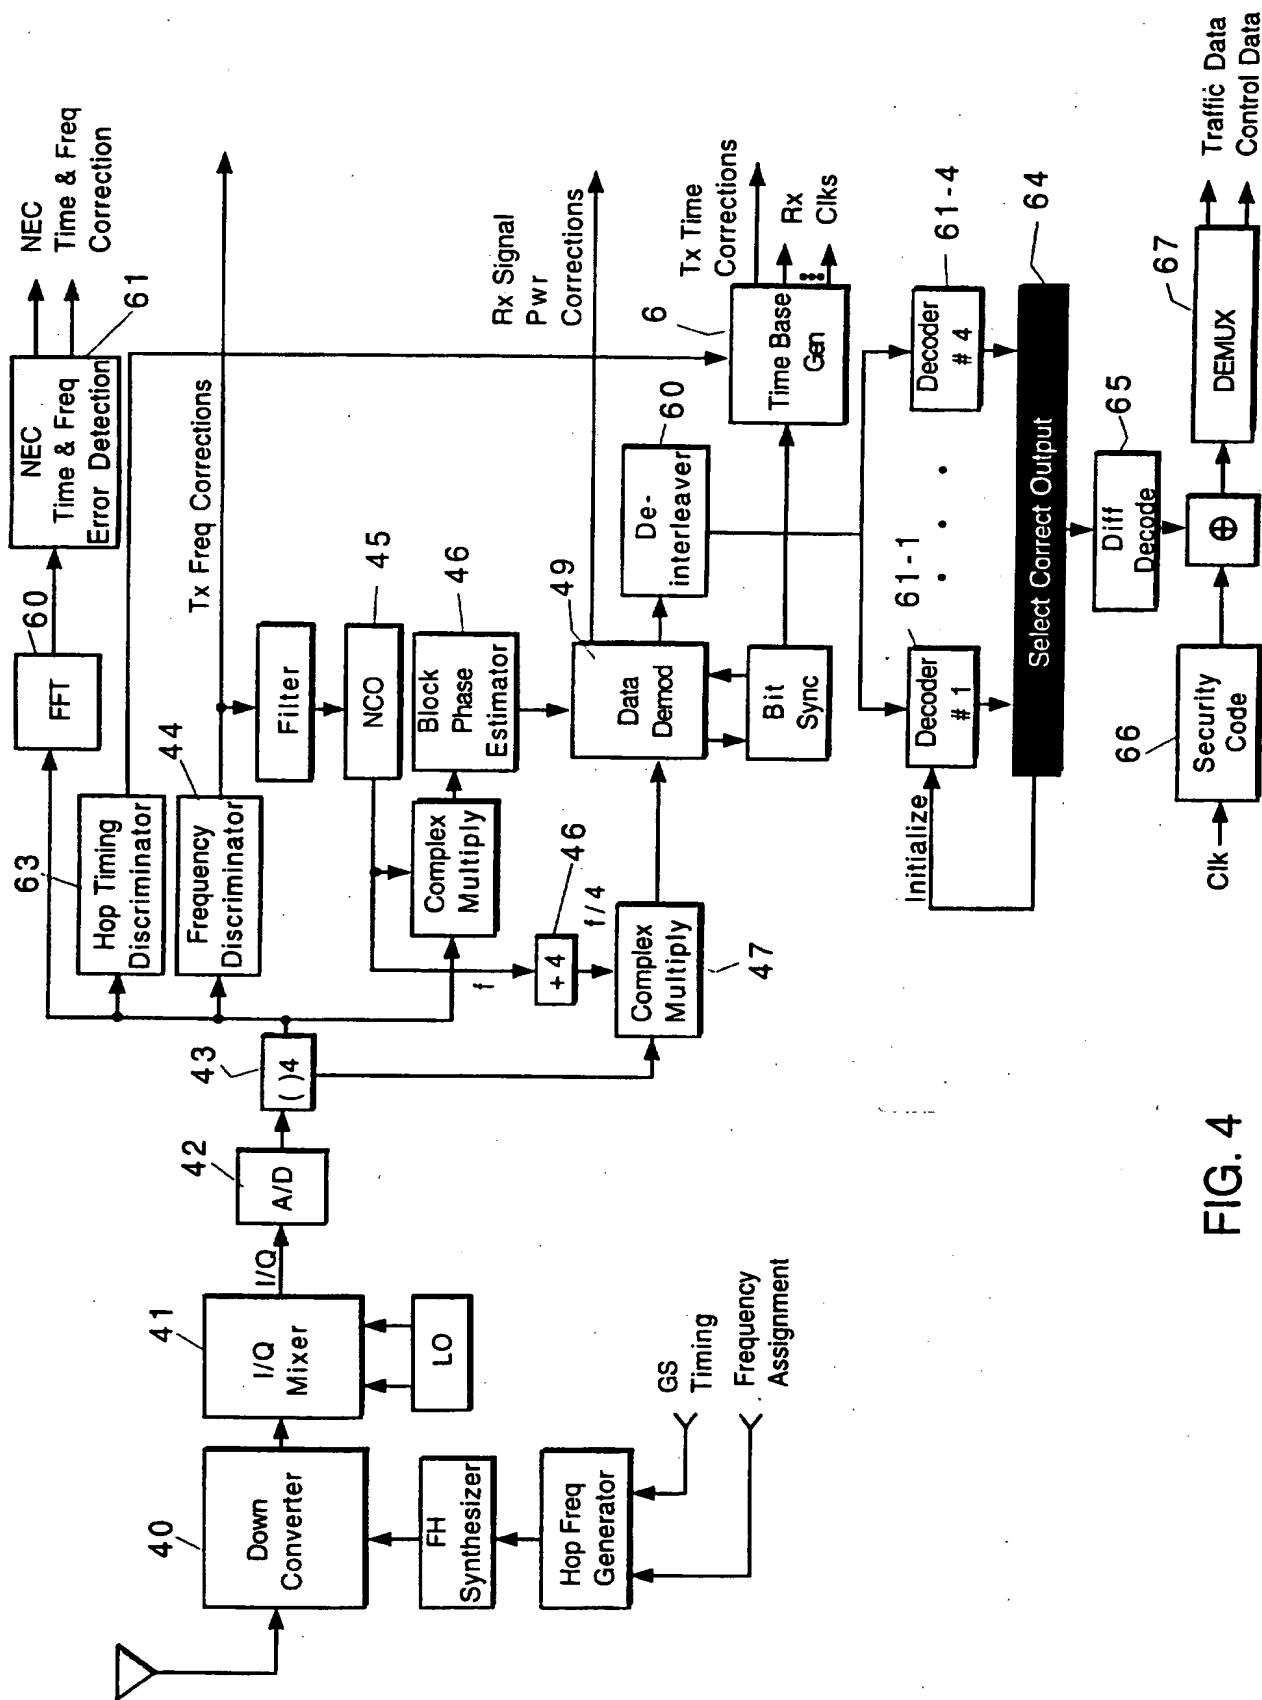 40
Down
Converter
FH
Synthesizer
Hop Freq
Generator
GS
Timing
Frequency
Assignment
41
I/Q
Mixer
LO
I/Q
42
A/D
43
( )4
63
Hop Timing
Discriminator
44
Frequency
Discriminator
60
FFT
NEC
Time & Freq
Error Detection
61
NEC
Time & Freq
Correction
Tx Freq Corrections
Filter
45
NCO
46
Block
Phase
Estimator
Complex
Multiply
f
46
+ 4
f/4
Complex
Multiply
47
49
Data
Demod
Bit
Sync
Rx Signal
Pwr
Corrections
60
De-
interleaver
6
Time Base
Gen
Tx Time
Corrections
Rx
Clks
61-1
Decoder
# 1
Initialize
61-4
Decoder
# 4
64
Select Correct Output
65
Diff
Decode
66
Security
Code
Clk
⊕
67
DEMUX
Traffic Data
Control Data
FIG. 4